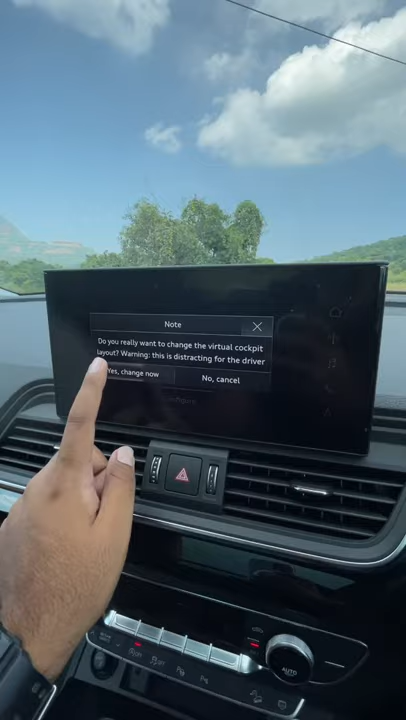 Note
Do you really want to change the virtual cockpit
layout? Warning: this is distracting for the driver
Yes, change now
No, cancel
AUTO